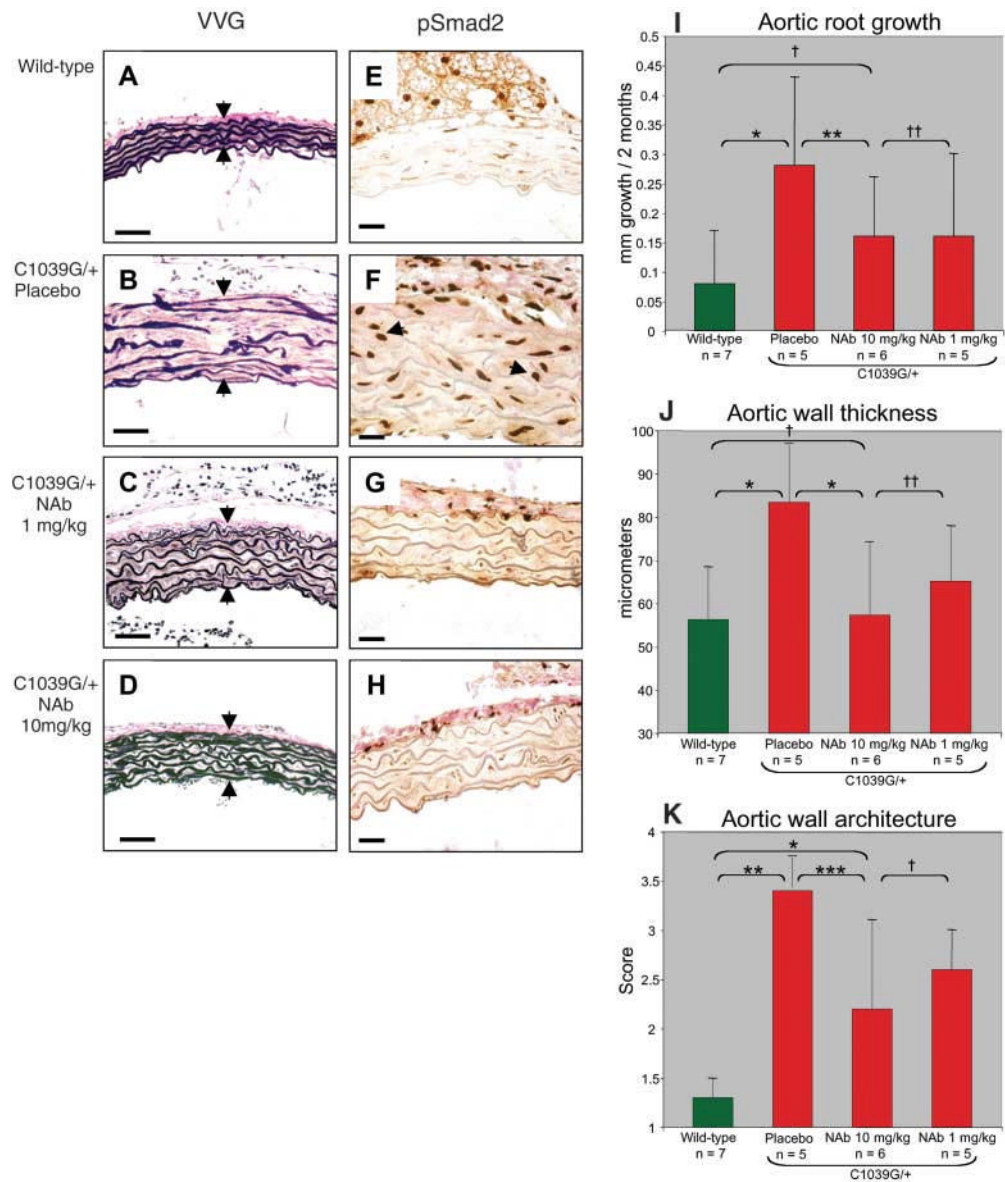 VVG
pSmad2
Wild-type
A
E
C1039G/+
Placebo
B
F
C1039G/+
NAb
1 mg/kg
C
G
C1039G/+
NAb
10mg/kg
D
H
I
Aortic root growth
mm growth / 2 months
0.5
0.45
0.4
0.35
0.3
0.25
0.2
0.15
0.1
0.05
0
†
*
**
††
Wild-type
n = 7
Placebo
n = 5
NAb 10 mg/kg
n = 6
NAb 1 mg/kg
n = 5
C1039G/+
J
Aortic wall thickness
micrometers
100
90
80
70
60
50
40
30
†
*
*
††
Wild-type
n = 7
Placebo
n = 5
NAb 10 mg/kg
n = 6
NAb 1 mg/kg
n = 5
C1039G/+
K
Aortic wall architecture
Score
4
3.5
3
2.5
2
1.5
1
*
**
***
†
Wild-type
n = 7
Placebo
n = 5
NAb 10 mg/kg
n = 6
NAb 1 mg/kg
n = 5
C1039G/+